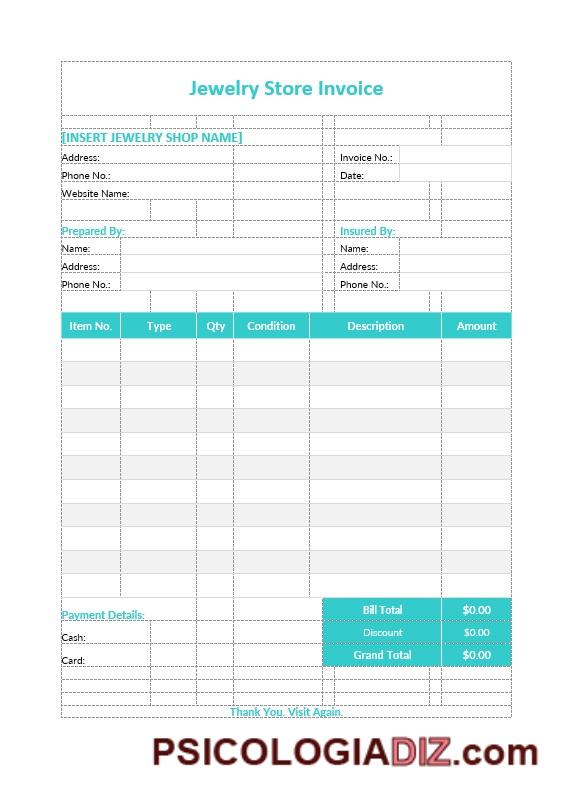 Jewelry Store Invoice
[INSERT JEWELRY SHOP NAME]
Address: Invoice No.:
Phone No.: Date:
Website Name:
Prepared By: Insured By:
Name: Name:
Address: Address:
Phone No.: Phone No.:
Item No. Type Qty Condition Description Amount
Bill Total $0.00
Payment Details:
Discount $0.00
Cash:
Grand Total $0.00
Card:
Thank You. Visit Again.
PSICOLOGIADIZ.com